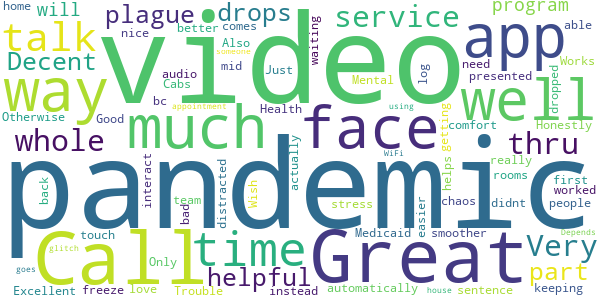 home will plague drops service program
nice better comes waiting able
talk video app
Decent Also someone Just mid log need presented Works
way audio Cabs Mental dropped
Otherwise Good bc Health well
much face getting comfort Honestly
whole thru
pandemic
back interact distracted actually WiFi helps really rooms first
team Wish stress easier chaos didnt worked people
appointment using
touch bad Medicaid smoother Depends
Call time Great Very
Only glitch helpful part
goes Excellent freeze love Trouble instead automatically house sentence keeping